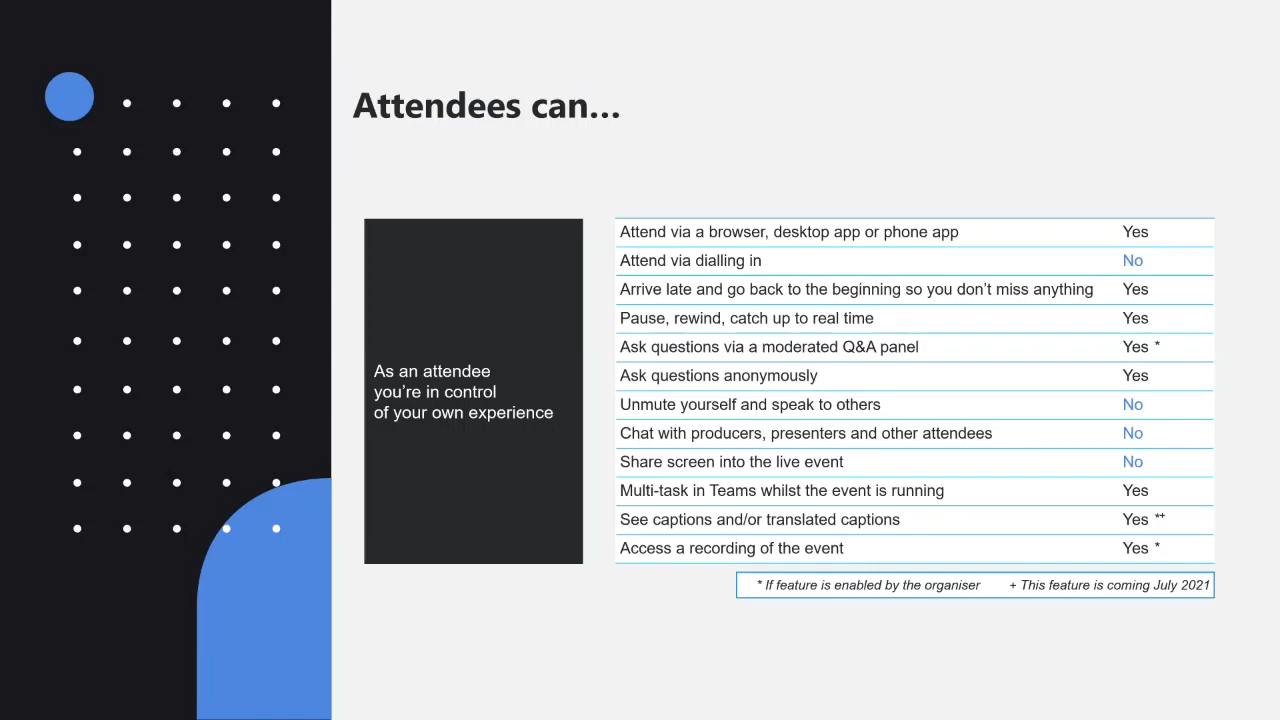 Attendees can...
As an attendee
you're in control
of your own experience
Attend via a browser, desktop app or phone app Yes
Attend via dialling in No
Arrive late and go back to the beginning so you don't miss anything Yes
Pause, rewind, catch up to real time Yes
Ask questions via a moderated Q&A panel Yes *
Ask questions anonymously Yes
Unmute yourself and speak to others No
Chat with producers, presenters and other attendees No
Share screen into the live event No
Multi-task in Teams whilst the event is running Yes
See captions and/or translated captions Yes *+
Access a recording of the event Yes *
* If feature is enabled by the organiser + This feature is coming July 2021